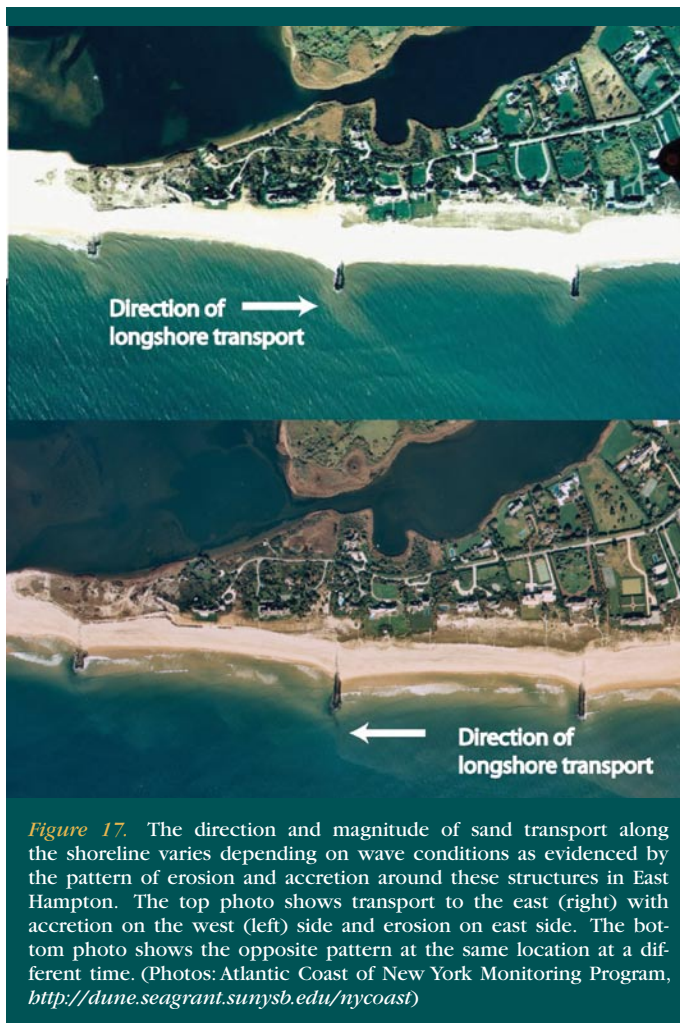 Direction of
longshore transport
Direction of
longshore transport
Figure 17. The direction and magnitude of sand transport along
the shoreline varies depending on wave conditions as evidenced by
the pattern of erosion and accretion around these structures in East
Hampton. The top photo shows transport to the east (right) with
accretion on the west (left) side and erosion on east side. The bot-
tom photo shows the opposite pattern at the same location at a dif-
ferent time. (Photos: Atlantic Coast of New York Monitoring Program,
http://dune.seagrant.sunysb.edu/nycoast)